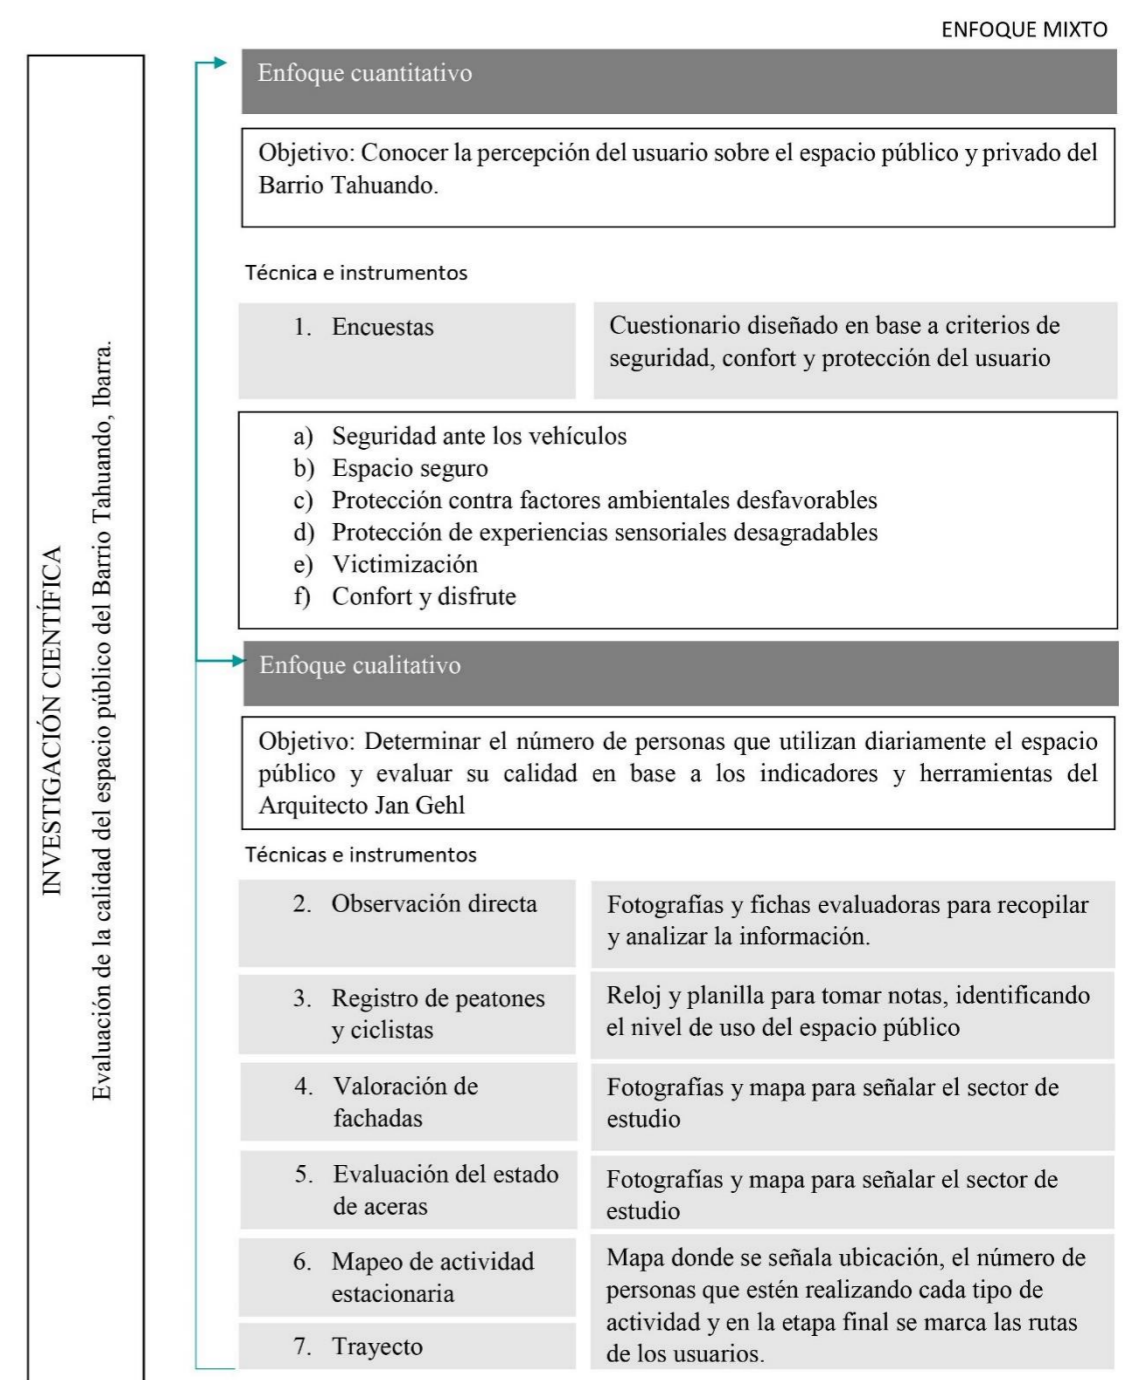 ENFOQUE MIXTO
INVESTIGACIÓN CIENTÍFICA
Evaluación de la calidad del espacio público del Barrio Tahuando, Ibarra.
Enfoque cuantitativo
Objetivo: Conocer la percepción del usuario sobre el espacio público y privado del
Barrio Tahuando.
Técnica e instrumentos
1. Encuestas
Cuestionario diseñado en base a criterios de
seguridad, confort y protección del usuario
a) Seguridad ante los vehículos
b) Espacio seguro
c) Protección contra factores ambientales desfavorables
d) Protección de experiencias sensoriales desagradables
e) Victimización
f) Confort y disfrute
Enfoque cualitativo
Objetivo: Determinar el número de personas que utilizan diariamente el espacio
público y evaluar su calidad en base a los indicadores y herramientas del
Arquitecto Jan Gehl
Técnicas e instrumentos
2. Observación directa
Fotografías y fichas evaluadoras para recopilar
y analizar la información.
3. Registro de peatones
y ciclistas
Reloj y planilla para tomar notas, identificando
el nivel de uso del espacio público
4. Valoración de
fachadas
Fotografías y mapa para señalar el sector de
estudio
5. Evaluación del estado
de aceras
Fotografías y mapa para señalar el sector de
estudio
6. Mapeo de actividad
estacionaria
7. Trayecto
Mapa donde se señala ubicación, el número de
personas que estén realizando cada tipo de
actividad y en la etapa final se marca las rutas
de los usuarios.